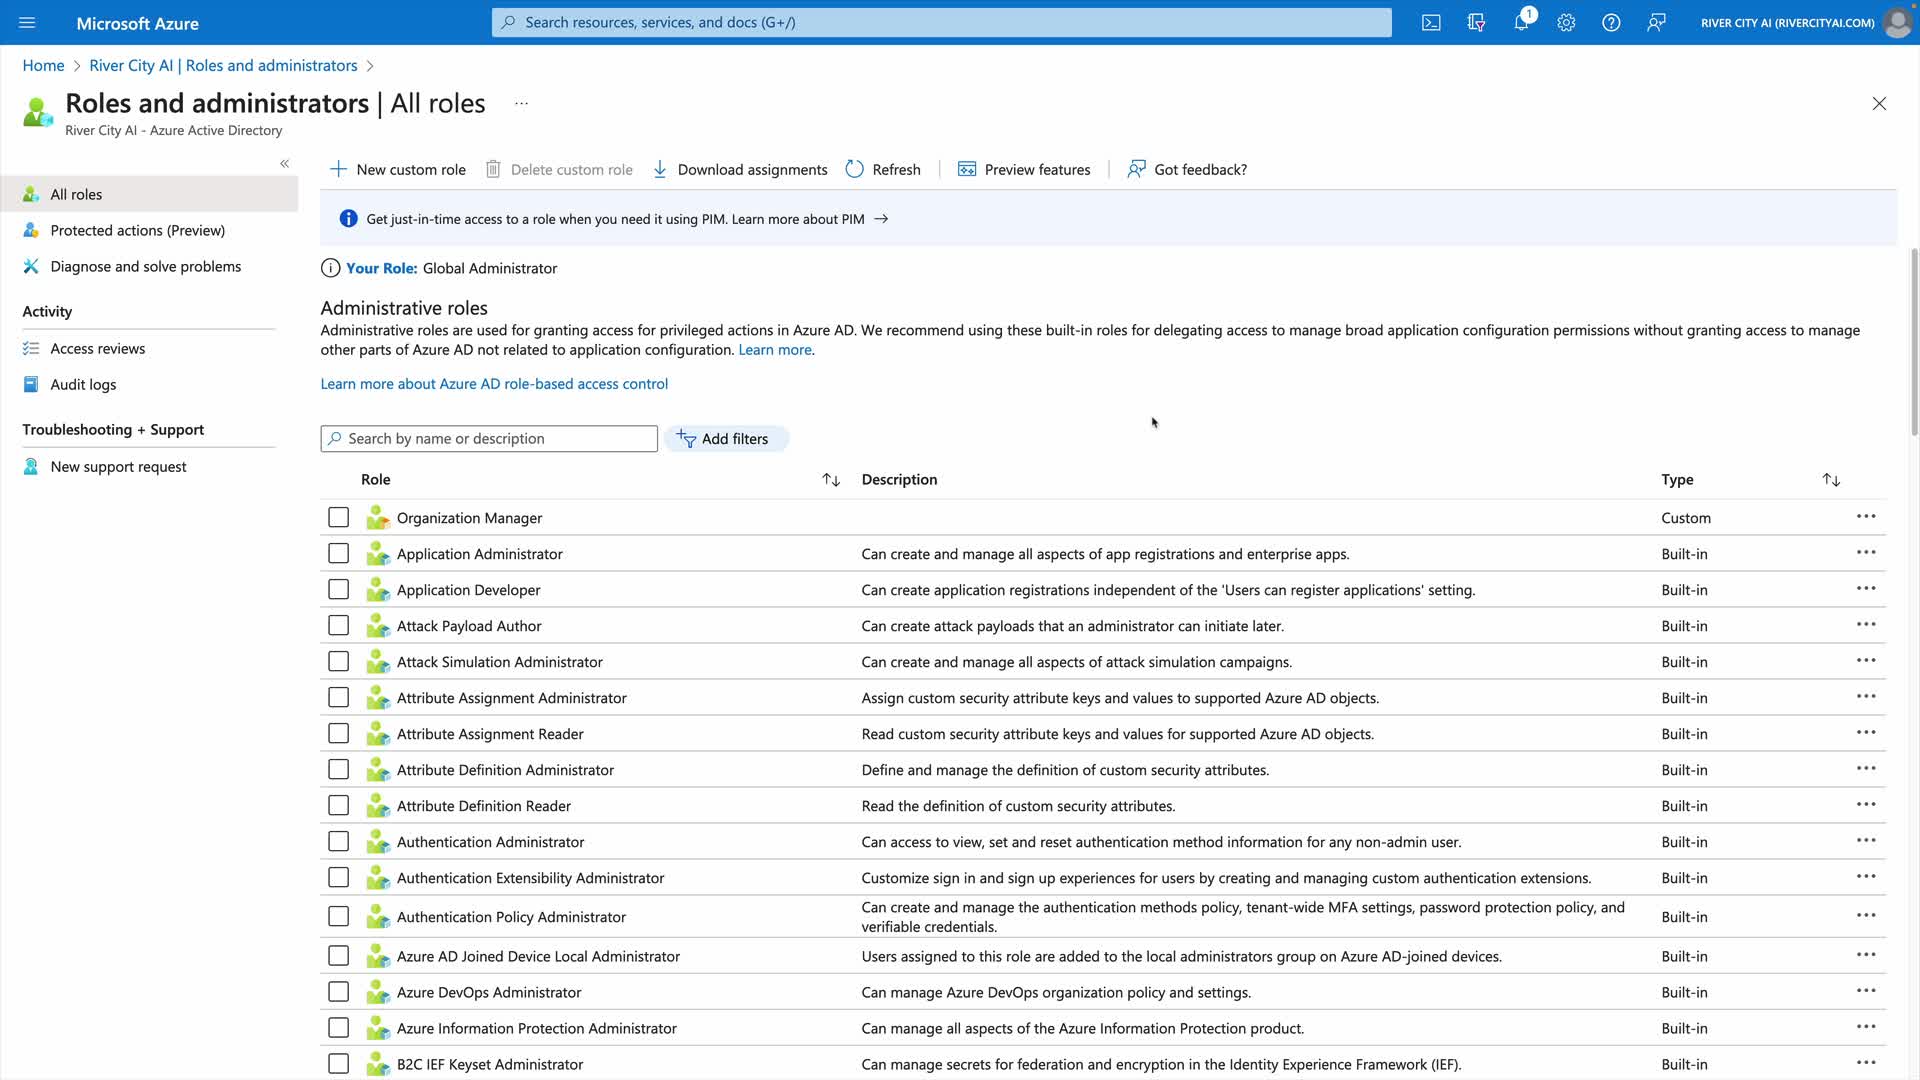 Microsoft Azure
Search resources, services, and docs (G+/)
1
RIVER CITY AI (RIVERCITYAI.COM)
Home > River City AI | Roles and administrators >
Roles and administrators | All roles ...
River City AI - Azure Active Directory
«
All roles
Protected actions (Preview)
Diagnose and solve problems
Activity
Access reviews
Audit logs
Troubleshooting + Support
New support request
New custom role Delete custom role Download assignments Refresh Preview features Got feedback?
Get just-in-time access to a role when you need it using PIM. Learn more about PIM →
Your Role: Global Administrator
Administrative roles
Administrative roles are used for granting access for privileged actions in Azure AD. We recommend using these built-in roles for delegating access to manage broad application configuration permissions without granting access to manage
other parts of Azure AD not related to application configuration. Learn more.
Learn more about Azure AD role-based access control
Search by name or description Add filters
Role Description Type
Organization Manager Custom
Application Administrator Can create and manage all aspects of app registrations and enterprise apps. Built-in
Application Developer Can create application registrations independent of the 'Users can register applications' setting. Built-in
Attack Payload Author Can create attack payloads that an administrator can initiate later. Built-in
Attack Simulation Administrator Can create and manage all aspects of attack simulation campaigns. Built-in
Attribute Assignment Administrator Assign custom security attribute keys and values to supported Azure AD objects. Built-in
Attribute Assignment Reader Read custom security attribute keys and values for supported Azure AD objects. Built-in
Attribute Definition Administrator Define and manage the definition of custom security attributes. Built-in
Attribute Definition Reader Read the definition of custom security attributes. Built-in
Authentication Administrator Can access to view, set and reset authentication method information for any non-admin user. Built-in
Authentication Extensibility Administrator Customize sign in and sign up experiences for users by creating and managing custom authentication extensions. Built-in
Authentication Policy Administrator Can create and manage the authentication methods policy, tenant-wide MFA settings, password protection policy, and
verifiable credentials. Built-in
Azure AD Joined Device Local Administrator Users assigned to this role are added to the local administrators group on Azure AD-joined devices. Built-in
Azure DevOps Administrator Can manage Azure DevOps organization policy and settings. Built-in
Azure Information Protection Administrator Can manage all aspects of the Azure Information Protection product. Built-in
B2C IEF Keyset Administrator Can manage secrets for federation and encryption in the Identity Experience Framework (IEF). Built-in